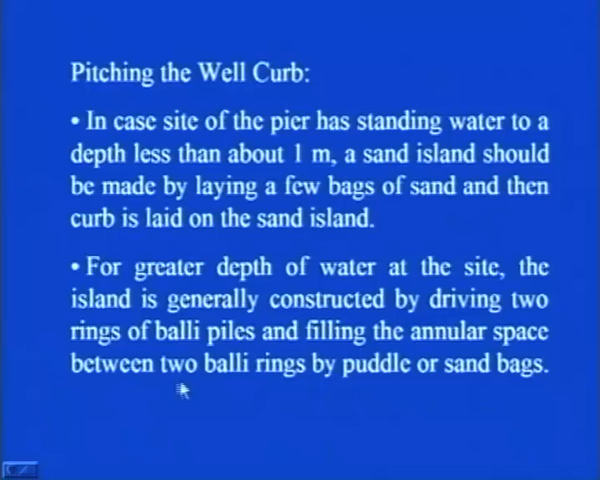 Pitching the Well Curb:
• In case site of the pier has standing water to a
depth less than about 1 m, a sand island should
be made by laying a few bags of sand and then
curb is laid on the sand island.
• For greater depth of water at the site, the
island is generally constructed by driving two
rings of balli piles and filling the annular space
between two balli rings by puddle or sand bags.